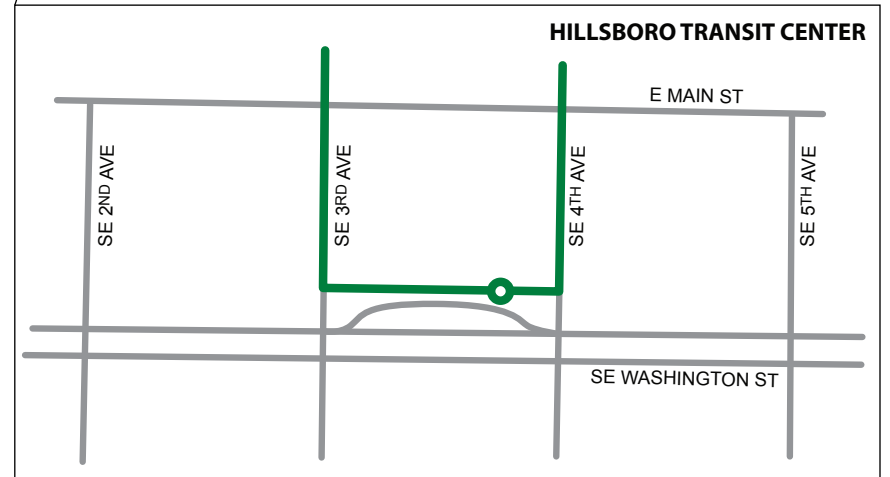 HILLSBORO TRANSIT CENTER
E MAIN ST
SE 2ND AVE
SE 3RD AVE
SE 4TH AVE
SE 5TH AVE
SE WASHINGTON ST